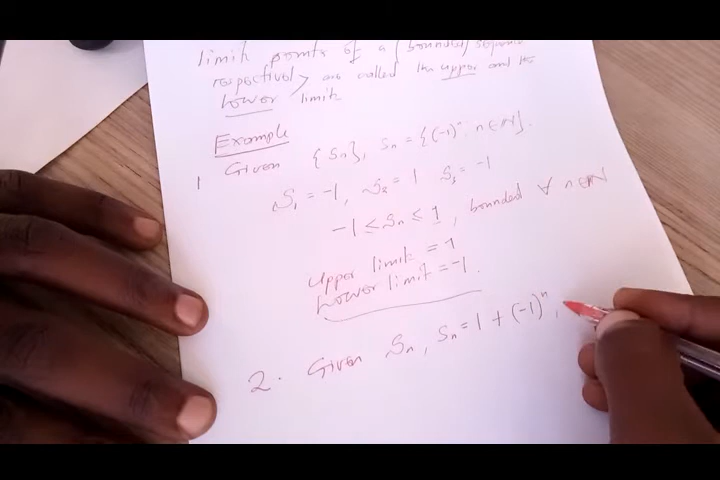 limit points of a (bounded) sequence
respectively are called the upper and the
Lower limit
Example
1 Given {Sn}, Sn = {(-1)^n: n∈N}.
S₁ = -1, S₂ = 1 S₃ = -1
-1 ≤ Sn ≤ 1, bounded ∀ n∈N
Upper limit = 1
Lower limit = -1.
2. Given Sn, Sn = 1 + (-1)^n,